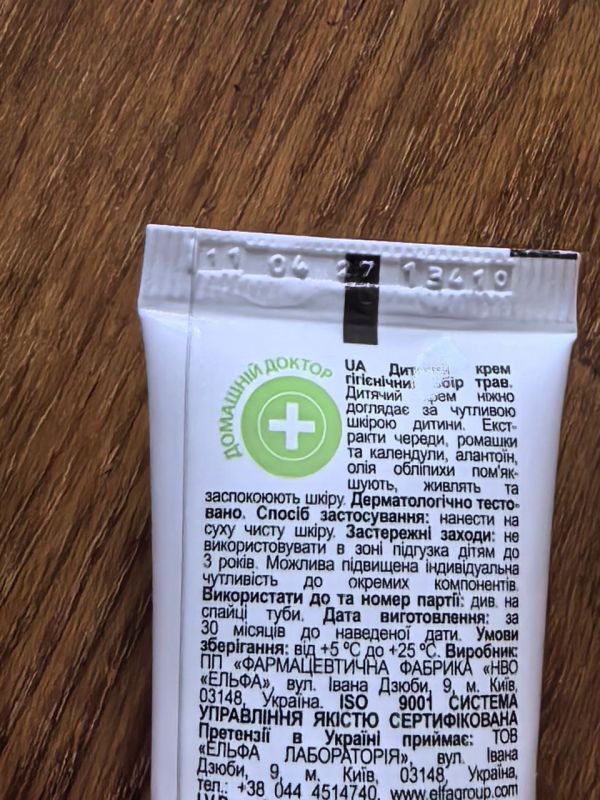 11 04 27 13410
ДОМАШНІЙ ДОКТОР
UA крем
трав.
Дитячий крем ніжно
доглядає за чутливою
шкірою дитини. Екст-
ракти череди, ромашки
та календули, алантоїн,
олія обліпихи пом'як-
шують, живлять та
заспокоюють шкіру. Дерматологічно тесто-
вано. Спосіб застосування: нанести на
суху чисту шкіру. Застережні заходи: не
використовувати в зоні підгузка дітям до
3 років. Можлива підвищена індивідуальна
чутливість до окремих компонентів.
Використати до та номер партії: див. на
спайці туби. Дата виготовлення: за
30 місяців до наведеної дати. Умови
зберігання: від +5 ºС до +25 ºС. Виробник:
ПП «ФАРМАЦЕВТИЧНА ФАБРИКА «НВО
«ЕЛЬФА», вул. Івана Дзюби, 9, м. Київ,
03148, Україна. ISO 9001 СИСТЕМА
УПРАВЛІННЯ ЯКІСТЮ СЕРТИФІКОВАНА
Претензії в Україні приймає: ТОВ
«ЕЛЬФА ЛАБОРАТОРІЯ», вул. Івана
Дзюби, 9, м. Київ, 03148, Україна,
тел.: +38 044 4514740, www.elfagroup.com